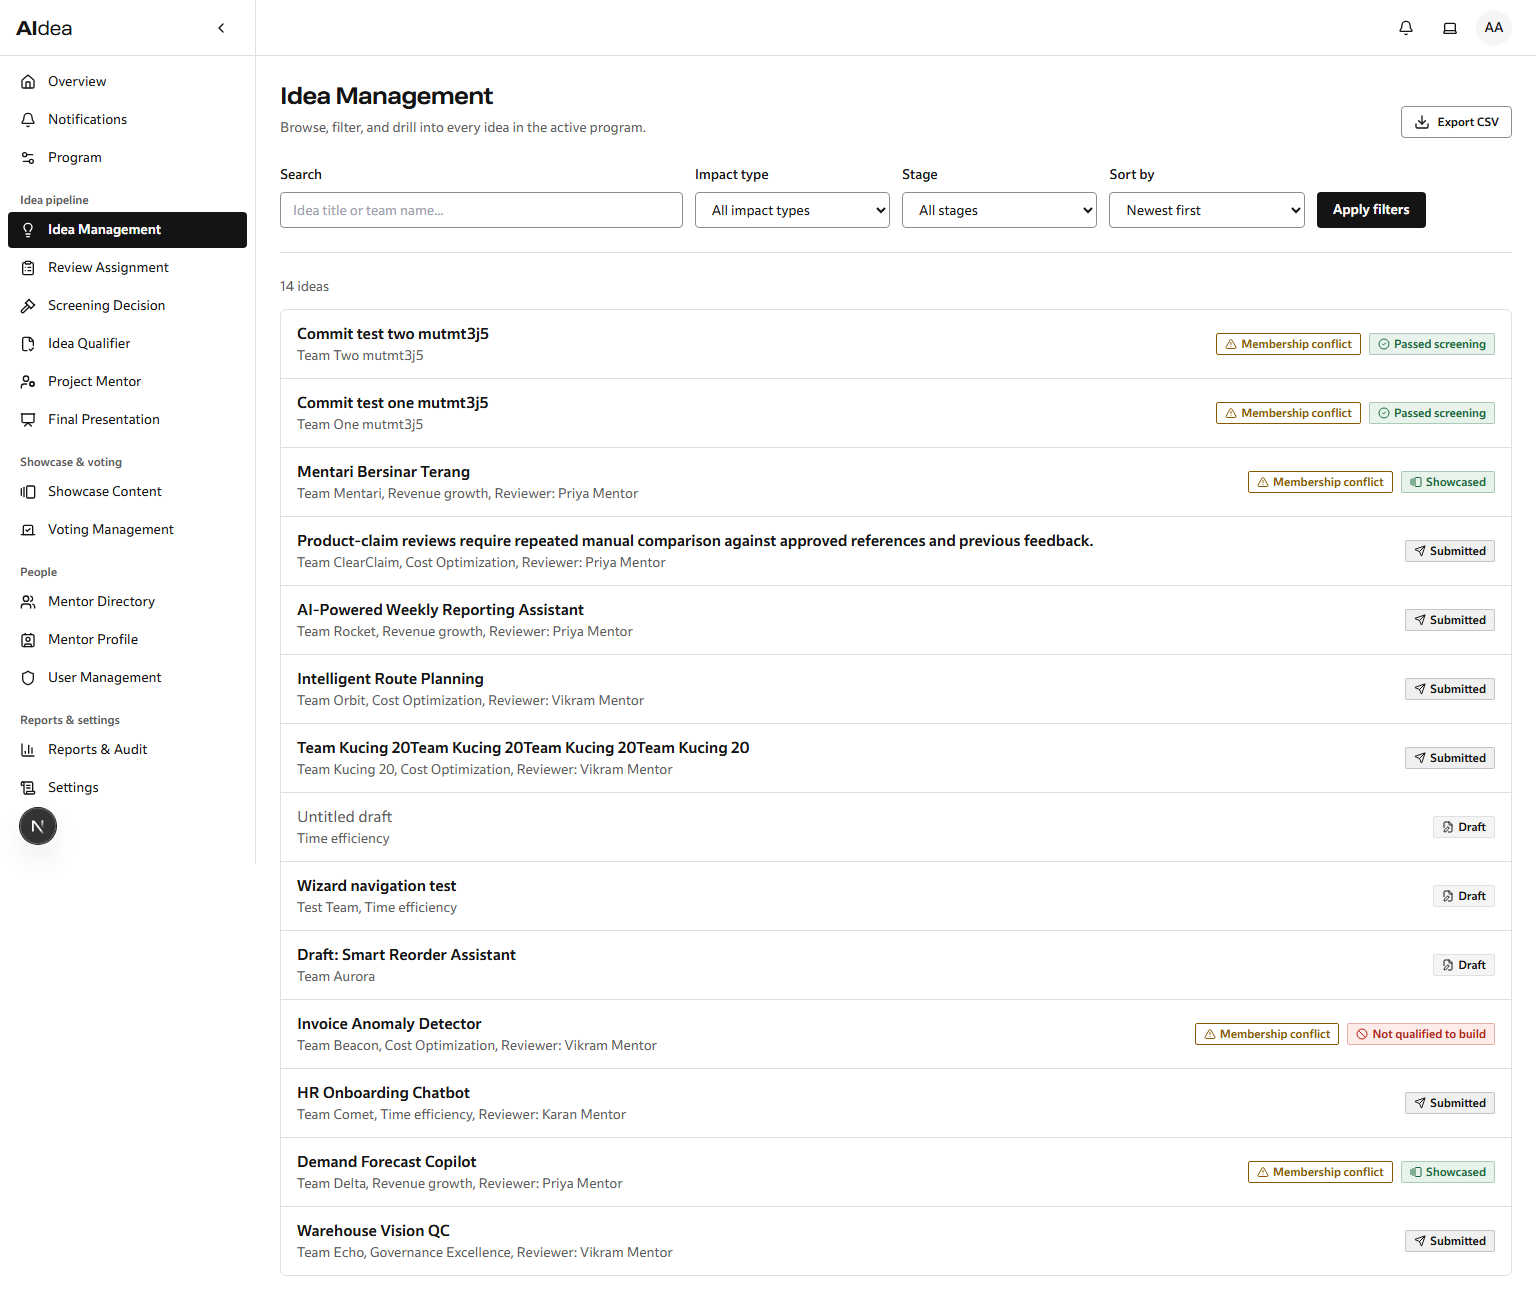 AIdea
AA
Overview
Notifications
Program
Idea pipeline
Idea Management
Review Assignment
Screening Decision
Idea Qualifier
Project Mentor
Final Presentation
Showcase & voting
Showcase Content
Voting Management
People
Mentor Directory
Mentor Profile
User Management
Reports & settings
Reports & Audit
Settings
N
Idea Management
Browse, filter, and drill into every idea in the active program.
Export CSV
Search
Impact type
Stage
Sort by
Idea title or team name...
All impact types
All stages
Newest first
Apply filters
14 ideas
Commit test two mutmt3j5
Team Two mutmt3j5
Membership conflict
Passed screening
Commit test one mutmt3j5
Team One mutmt3j5
Membership conflict
Passed screening
Mentari Bersinar Terang
Team Mentari, Revenue growth, Reviewer: Priya Mentor
Membership conflict
Showcased
Product-claim reviews require repeated manual comparison against approved references and previous feedback.
Team ClearClaim, Cost Optimization, Reviewer: Priya Mentor
Submitted
AI-Powered Weekly Reporting Assistant
Team Rocket, Revenue growth, Reviewer: Priya Mentor
Submitted
Intelligent Route Planning
Team Orbit, Cost Optimization, Reviewer: Vikram Mentor
Submitted
Team Kucing 20Team Kucing 20Team Kucing 20Team Kucing 20
Team Kucing 20, Cost Optimization, Reviewer: Vikram Mentor
Submitted
Untitled draft
Time efficiency
Draft
Wizard navigation test
Test Team, Time efficiency
Draft
Draft: Smart Reorder Assistant
Team Aurora
Draft
Invoice Anomaly Detector
Team Beacon, Cost Optimization, Reviewer: Vikram Mentor
Membership conflict
Not qualified to build
HR Onboarding Chatbot
Team Comet, Time efficiency, Reviewer: Karan Mentor
Submitted
Demand Forecast Copilot
Team Delta, Revenue growth, Reviewer: Priya Mentor
Membership conflict
Showcased
Warehouse Vision QC
Team Echo, Governance Excellence, Reviewer: Vikram Mentor
Submitted